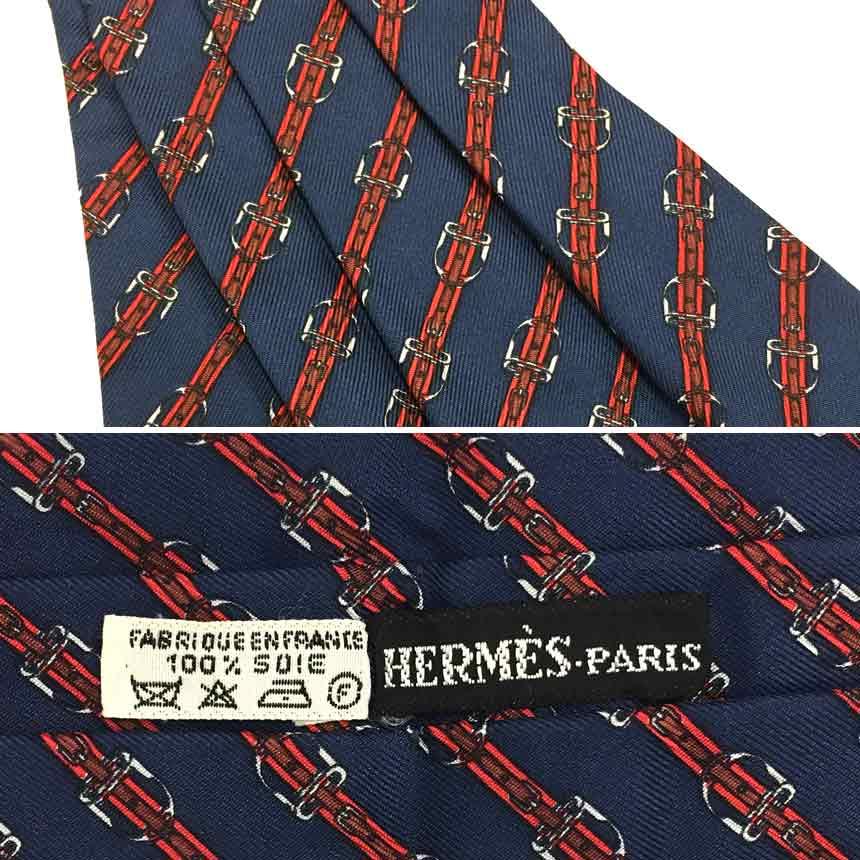 FABRIQUE EN FRANCE
100% SOIE
F
HERMÈS-PARIS